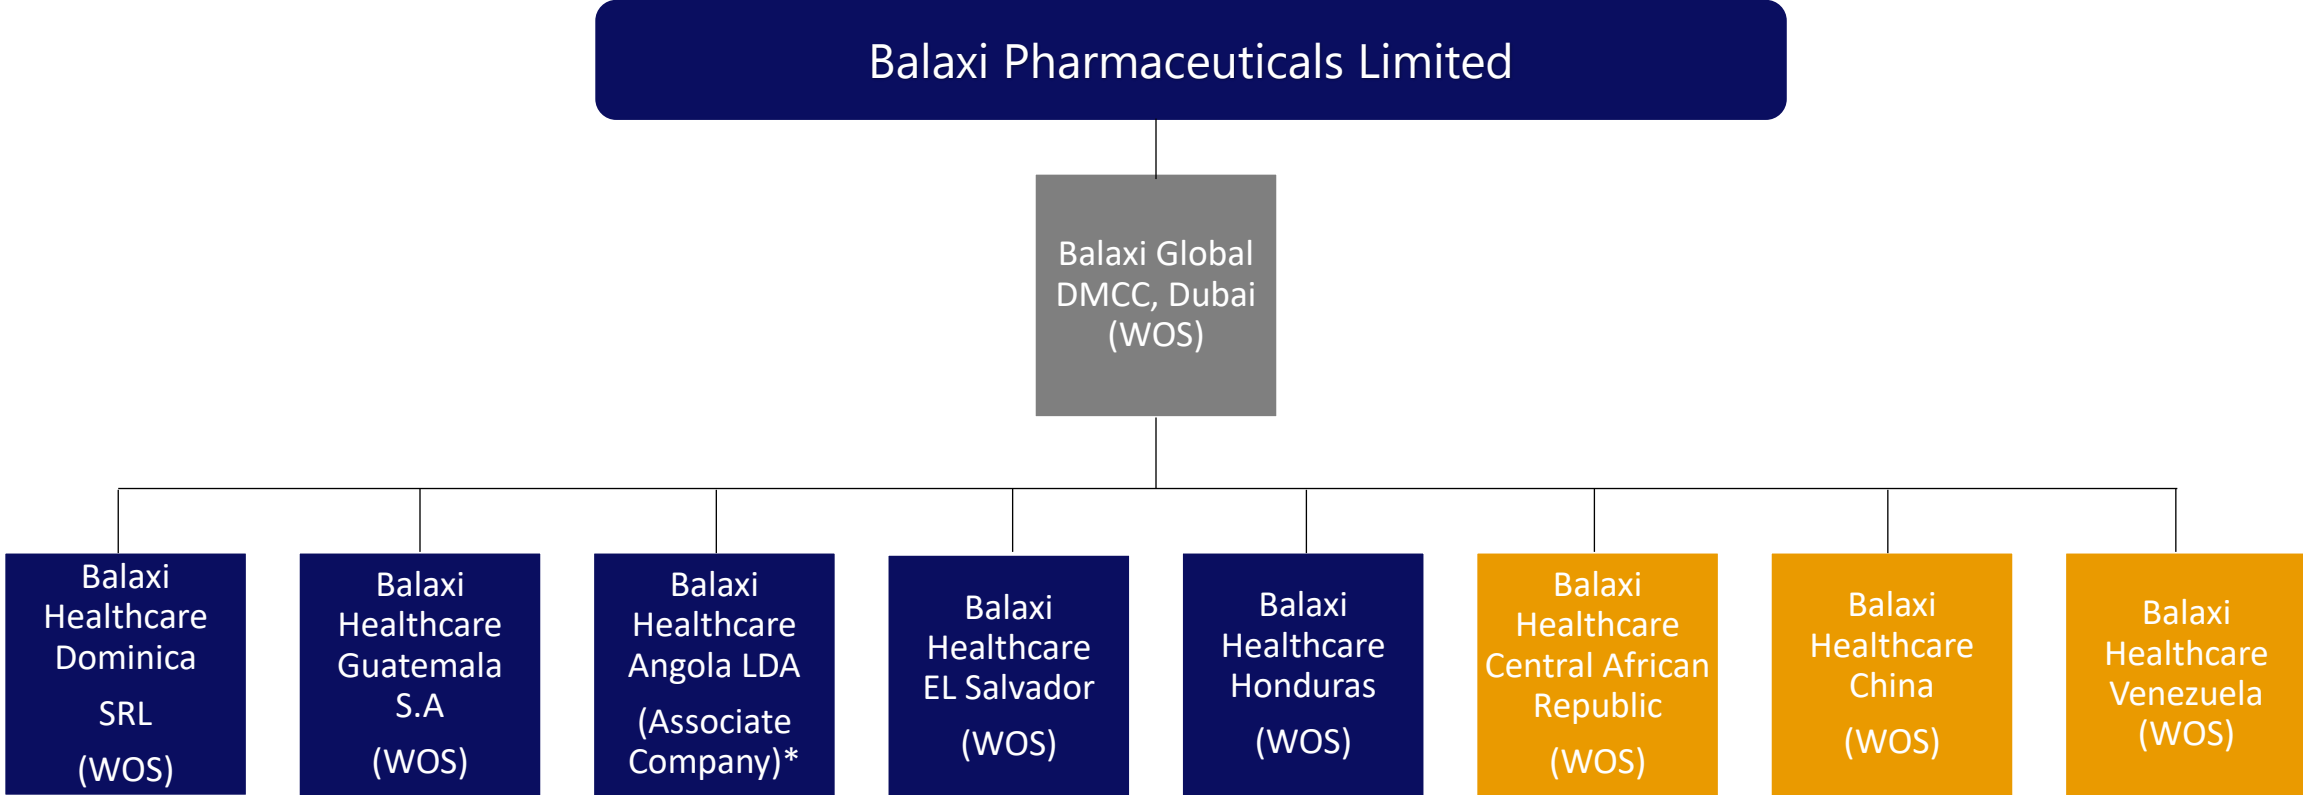 Balaxi Pharmaceuticals Limited
Balaxi Global
DMCC, Dubai
(WOS)
Balaxi
Healthcare
Dominica
SRL
(WOS)
Balaxi
Healthcare
Guatemala
S.A
(WOS)
Balaxi
Healthcare
Angola LDA
(Associate
Company)*
Balaxi
Healthcare
EL Salvador
(WOS)
Balaxi
Healthcare
Honduras
(WOS)
Balaxi
Healthcare
Central African
Republic
(WOS)
Balaxi
Healthcare
China
(WOS)
Balaxi
Healthcare
Venezuela
(WOS)